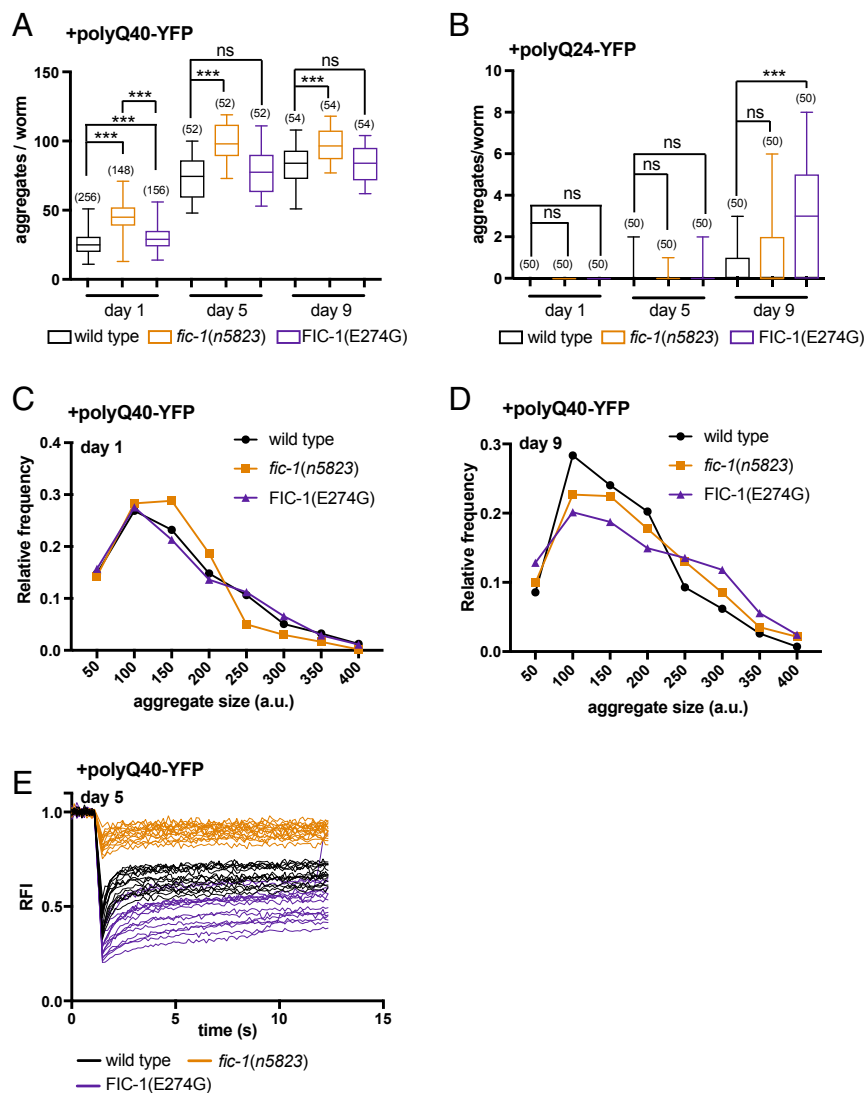 A
+polyQ40-YFP
aggregates / worm
150
100
50
0
ns
ns
***
***
***
***
***
(256)
(148)
(156)
(52)
(52)
(52)
(54)
(54)
(54)
day 1
day 5
day 9
wild type
fic-1(n5823)
FIC-1(E274G)
B
+polyQ24-YFP
aggregates/worm
10
8
6
4
2
0
***
ns
ns
ns
ns
ns
(50)
(50)
(50)
(50)
(50)
(50)
(50)
(50)
(50)
day 1
day 5
day 9
wild type
fic-1(n5823)
FIC-1(E274G)
C
+polyQ40-YFP
day 1
Relative frequency
0.4
0.3
0.2
0.1
0.0
wild type
fic-1(n5823)
FIC-1(E274G)
50 100 150 200 250 300 350 400
aggregate size (a.u.)
D
+polyQ40-YFP
day 9
Relative frequency
0.3
0.2
0.1
0.0
wild type
fic-1(n5823)
FIC-1(E274G)
50 100 150 200 250 300 350 400
aggregate size (a.u.)
E
+polyQ40-YFP
day 5
RFI
1.0
0.5
0.0
0 5 10 15
time (s)
wild type
fic-1(n5823)
FIC-1(E274G)